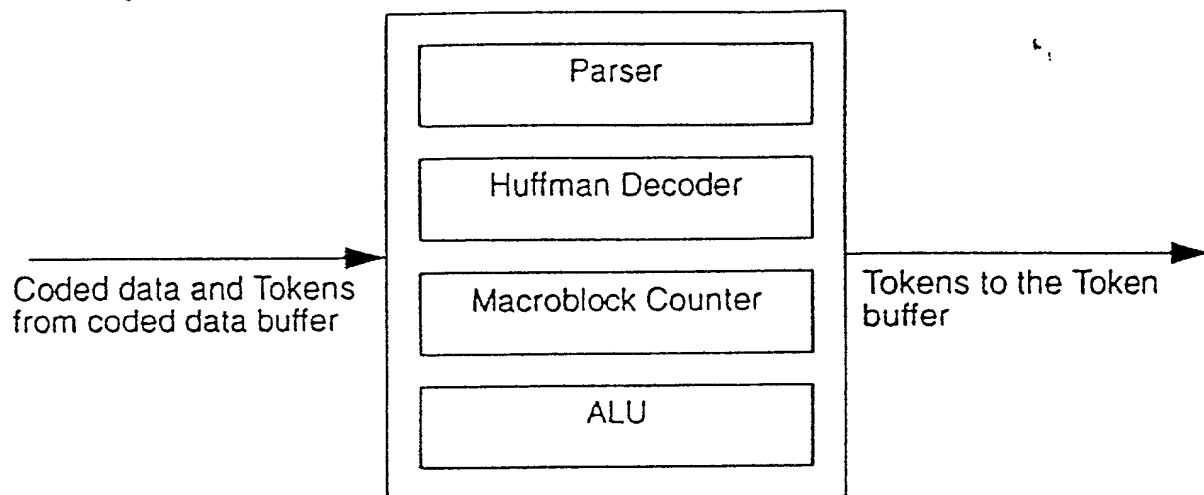 Parser
Huffman Decoder
Macroblock Counter
ALU
Coded data and Tokens
from coded data buffer
Tokens to the Token
buffer